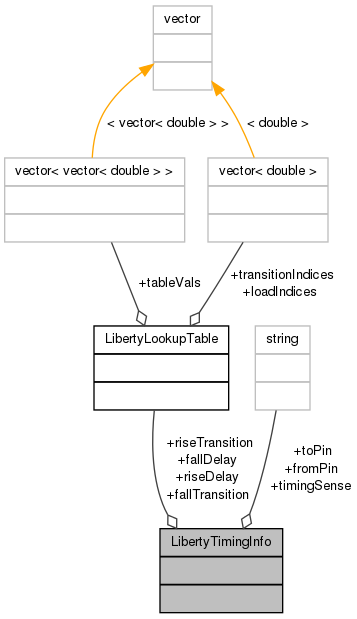 vector
< vector< double > >
< double >
vector< vector< double > >
vector< double >
+tableVals
+transitionIndices
+loadIndices
LibertyLookupTable
string
+riseTransition
+fallDelay
+riseDelay
+fallTransition
+toPin
+fromPin
+timingSense
LibertyTimingInfo